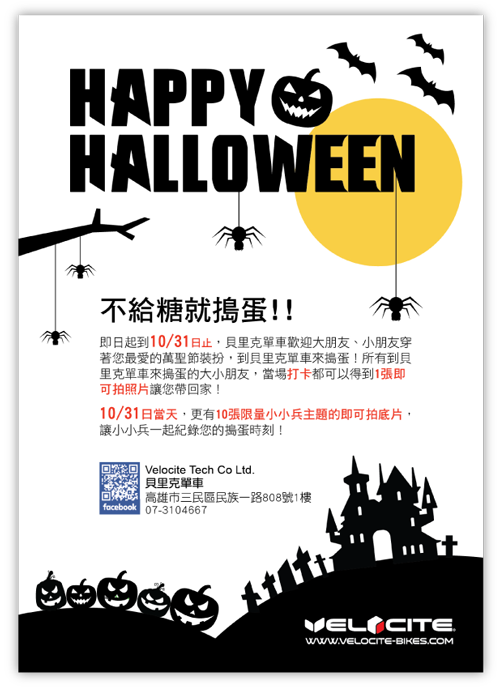 HAPPY
HALLOWEEN
不給糖就搗蛋!!
即日起到10/31日止，貝里克單車歡迎大朋友、小朋友穿
著您最愛的萬聖節裝扮，到貝里克單車來搗蛋！所有到貝
里克單車來搗蛋的大小朋友，當場打卡都可以得到1張即
可拍照片讓您帶回家！
10/31日當天，更有10張限量小小兵主題的即可拍底片，
讓小小兵一起紀錄您的搗蛋時刻！
Velocite Tech Co Ltd.
貝里克單車
高雄市三民區民族一路808號1樓
07-3104667
facebook
VELOCITE
WWW.VELOCITE-BIKES.COM